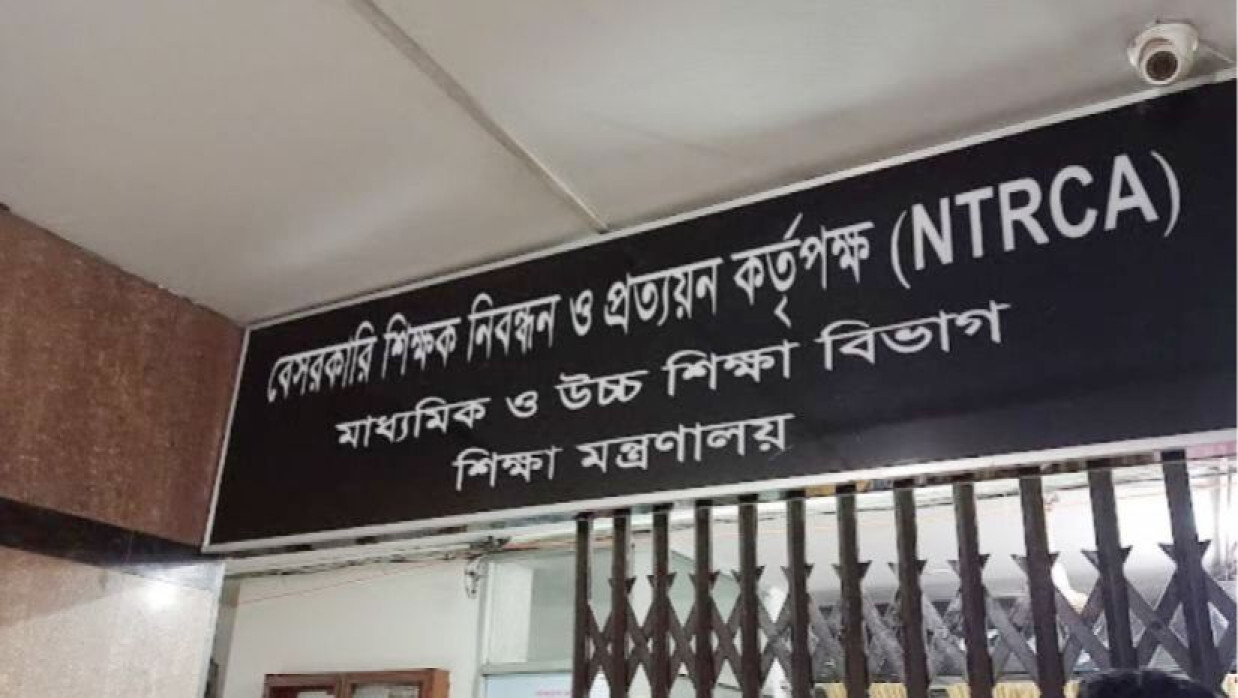 বেসরকারি শিক্ষক নিবন্ধন ও প্রত্যয়ন কর্তৃপক্ষ (NTRCA)
মাধ্যমিক ও উচ্চ শিক্ষা বিভাগ
শিক্ষা মন্ত্রণালয়